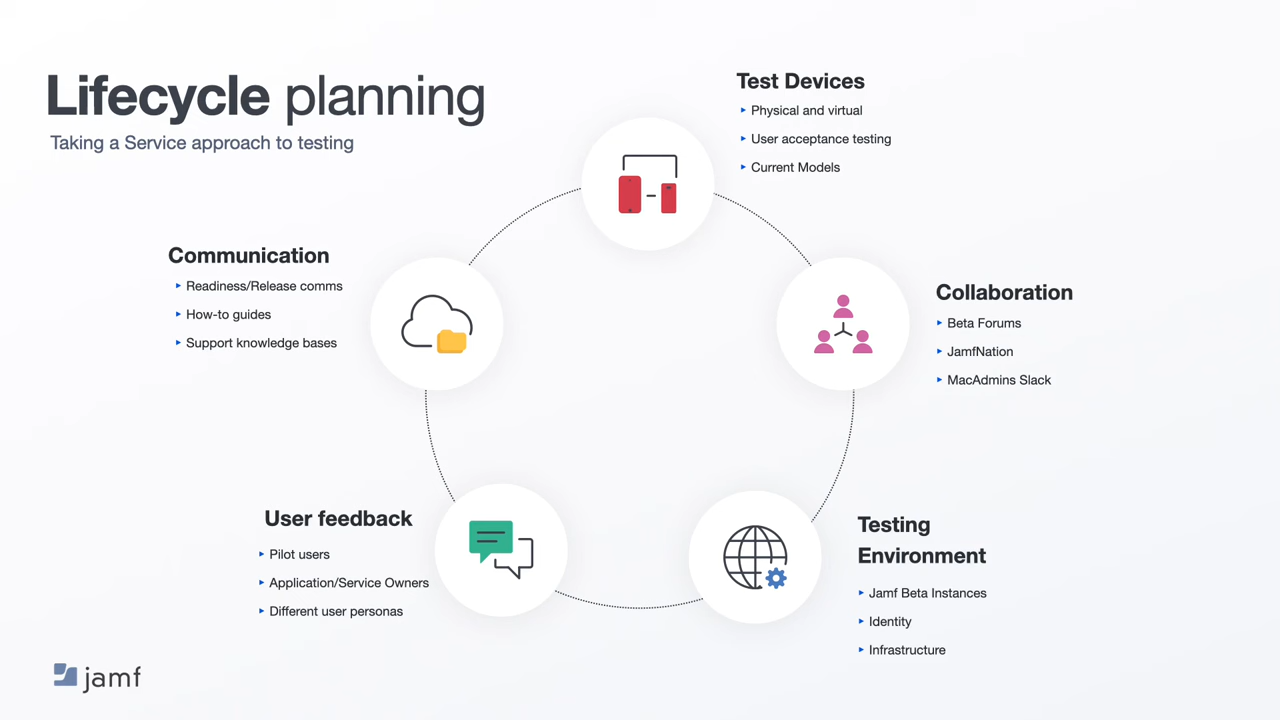 Lifecycle planning
Taking a Service approach to testing
Test Devices
Physical and virtual
User acceptance testing
Current Models
Collaboration
Beta Forums
JamfNation
MacAdmins Slack
Testing
Environment
Jamf Beta Instances
Identity
Infrastructure
User feedback
Pilot users
Application/Service Owners
Different user personas
Communication
Readiness/Release comms
How-to guides
Support knowledge bases
jamf